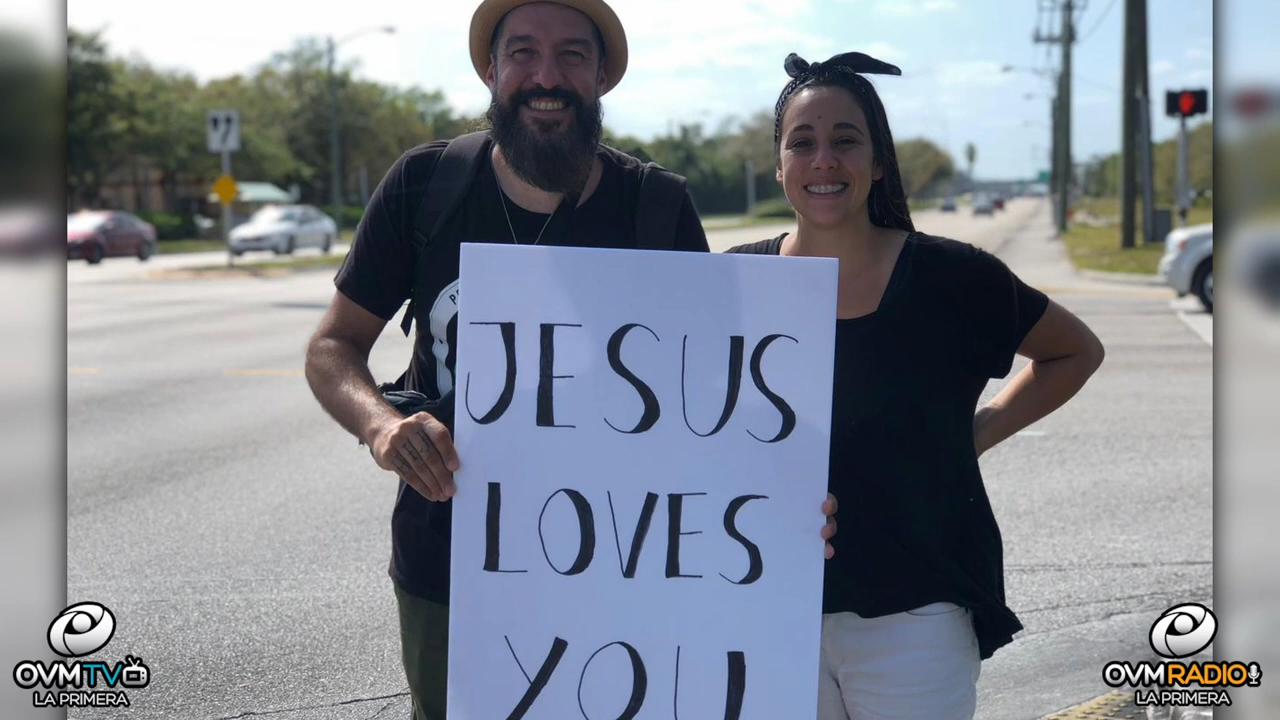 JESUS
LOVES
YOU
OVMTV
LA PRIMERA
OVMRADIO
LA PRIMERA